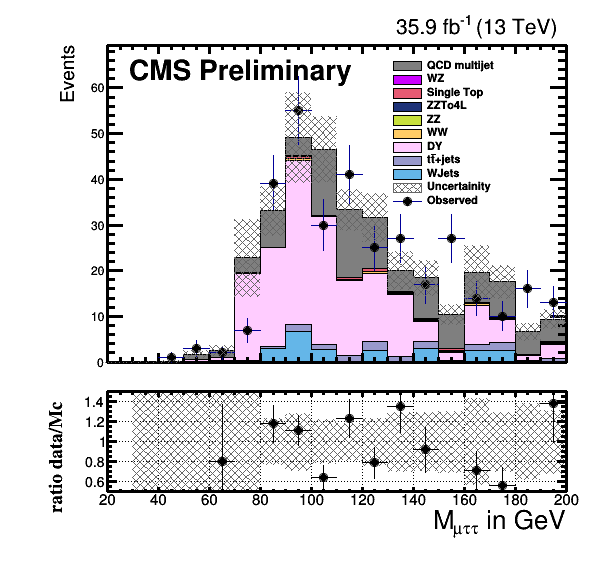 35.9 fb⁻¹ (13 TeV)
CMS Preliminary
Events
60
50
40
30
20
10
0
QCD multijet
WZ
Single Top
ZZTo4L
ZZ
WW
DY
tt̄+jets
WJets
Uncertainity
Observed
ratio data/Mc
1.4
1.2
1
0.8
0.6
20 40 60 80 100 120 140 160 180 200
M_μττ in GeV